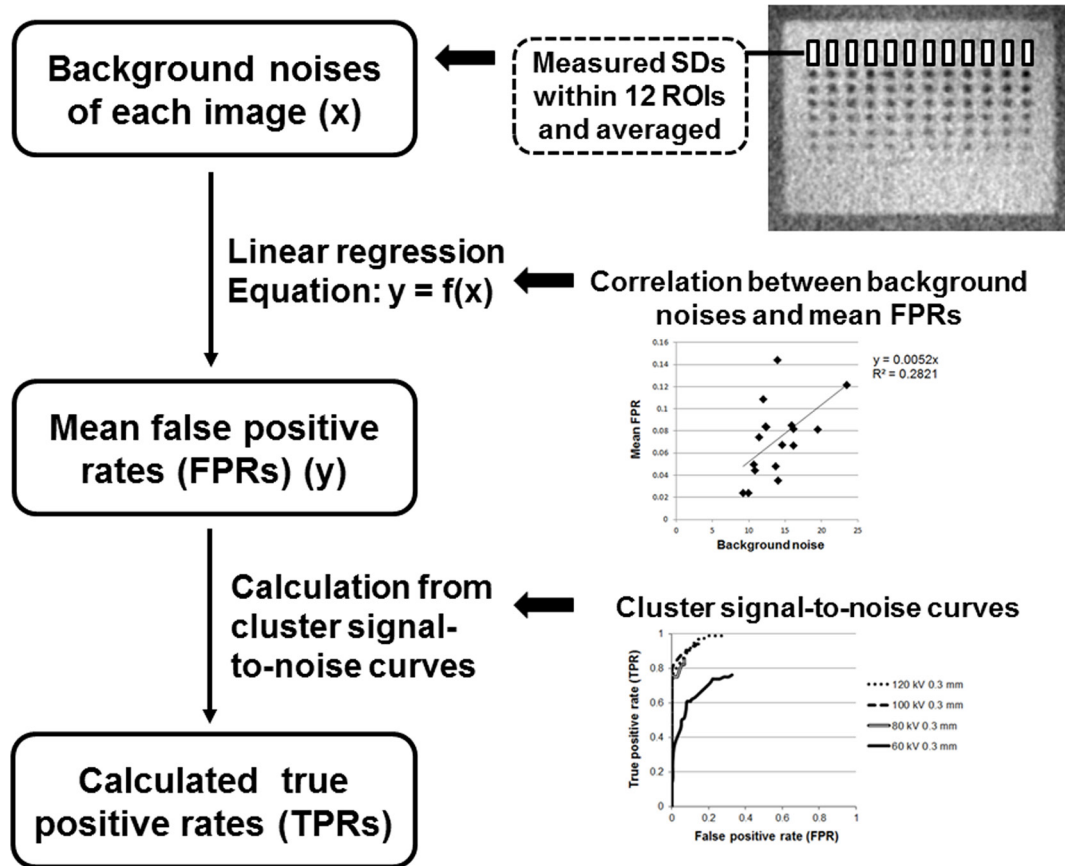 Background noises
of each image (x)
Measured SDs
within 12 ROIs
and averaged
Linear regression
Equation: y = f(x)
Correlation between background
noises and mean FPRs
0.16
0.14
0.12
0.1
0.08
0.06
0.04
0.02
0
Mean FPR
y = 0.0052x
R² = 0.2821
0
5
10
15
20
25
Background noise
Mean false positive
rates (FPRs) (y)
Calculation from
cluster signal-
to-noise curves
Cluster signal-to-noise curves
1
0.8
0.6
0.4
0.2
0
True positive rate (TPR)
120 kV 0.3 mm
100 kV 0.3 mm
80 kV 0.3 mm
60 kV 0.3 mm
0
0.2
0.4
0.6
0.8
1
False positive rate (FPR)
Calculated true
positive rates (TPRs)